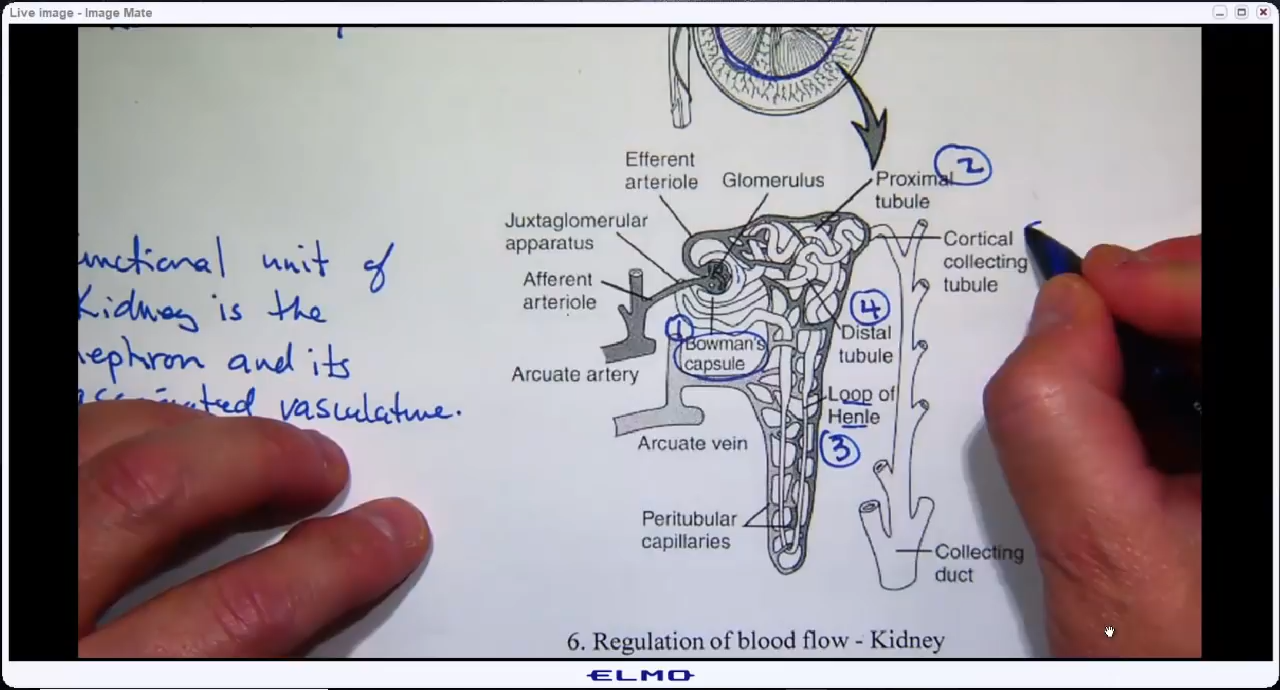 Live image - Image Mate
Efferent
arteriole
Glomerulus
Proximal
tubule
2
Juxtaglomerular
apparatus
Cortical
collecting
tubule
Afferent
arteriole
4
1
Bowman's
capsule
Distal
tubule
Arcuate artery
Loop of
Henle
3
Arcuate vein
Peritubular
capillaries
Collecting
duct
unctional unit of
Kidney is the
nephron and its
associated vasculature.
6. Regulation of blood flow - Kidney
ELMO